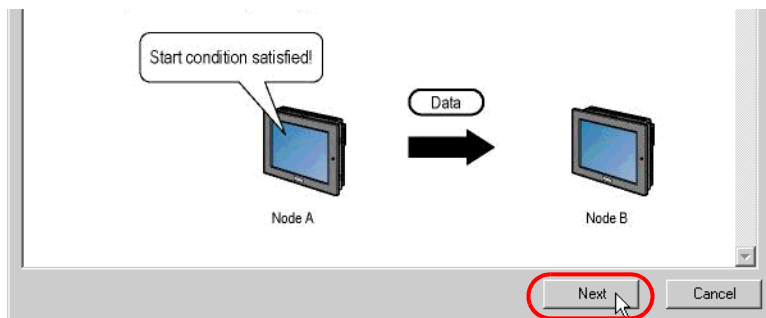 Start condition satisfied!
Data
Node A
Node B
Next
Cancel